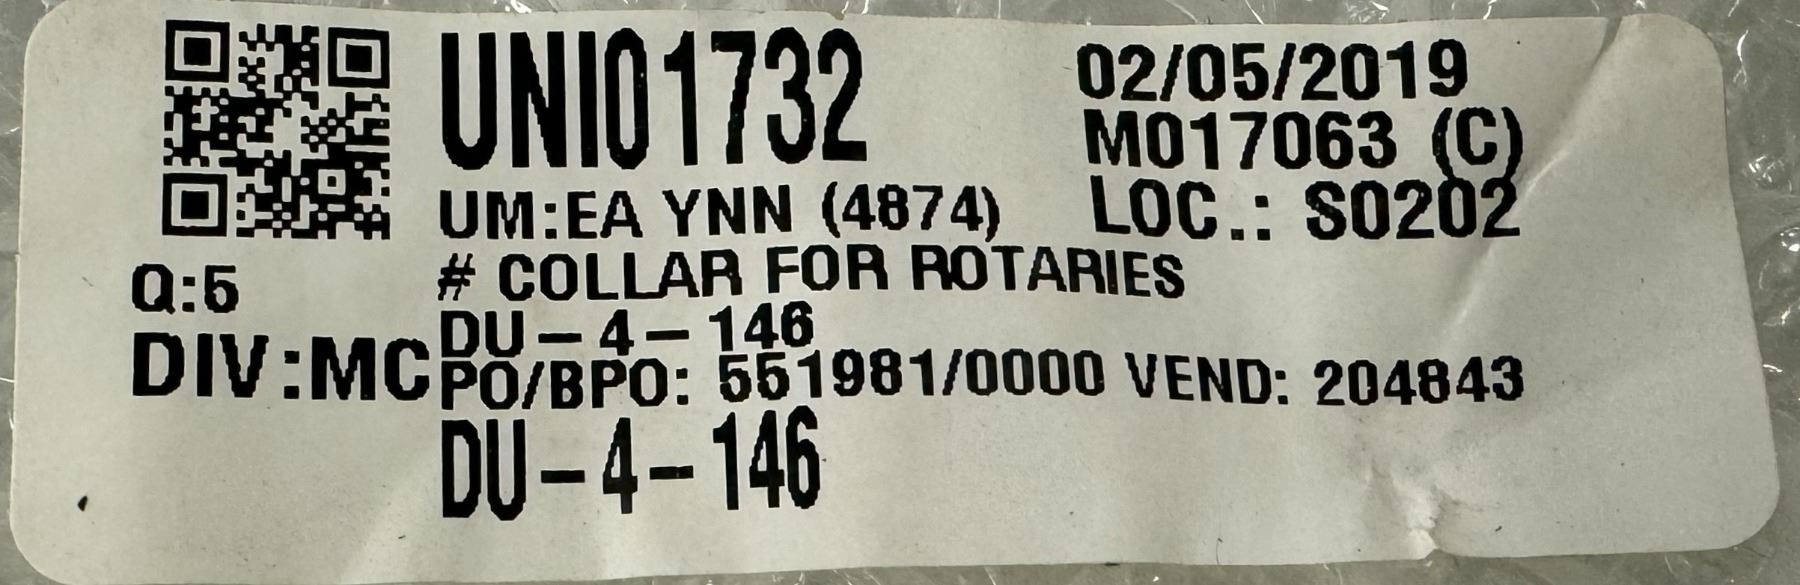 UNI01732
02/05/2019
M017063 (C)
UM:EA YNN (4874)
LOC.: S0202
Q:5
# COLLAR FOR ROTARIES
DU-4-146
DIV:MC
PO/BPO: 551981/0000 VEND: 204843
DU-4-146